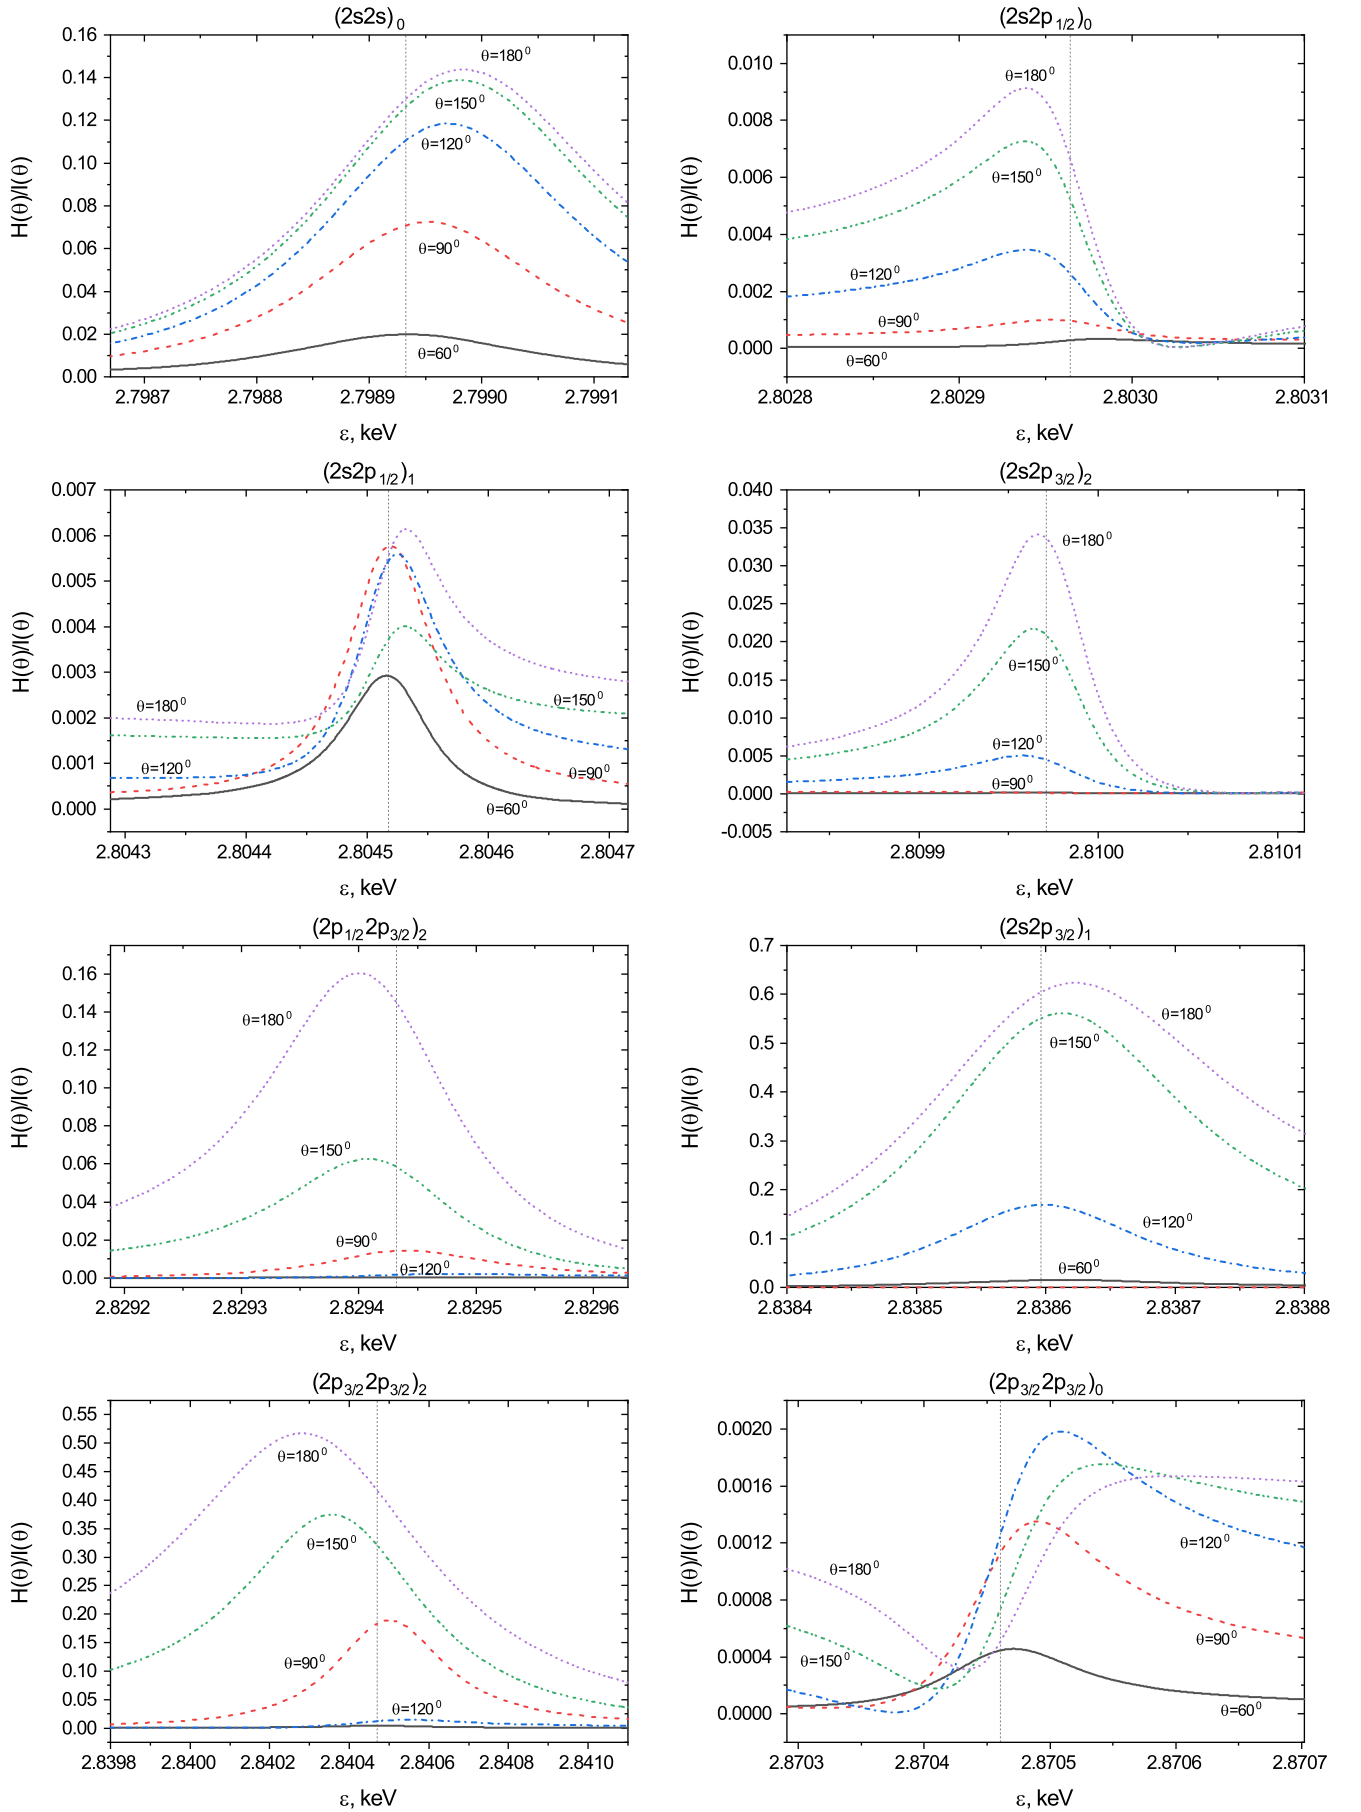 (2s2s)0
0.16
0.14
0.12
0.10
0.08
0.06
0.04
0.02
0.00
H(θ)/I(θ)
θ=180⁰
θ=150⁰
θ=120⁰
θ=90⁰
θ=60⁰
2.7987 2.7988 2.7989 2.7990 2.7991
ε, keV
(2s2p1/2)0
0.010
0.008
0.006
0.004
0.002
0.000
H(θ)/I(θ)
θ=180⁰
θ=150⁰
θ=120⁰
θ=90⁰
θ=60⁰
2.8028 2.8029 2.8030 2.8031
ε, keV
(2s2p1/2)1
0.007
0.006
0.005
0.004
0.003
0.002
0.001
0.000
H(θ)/I(θ)
θ=180⁰
θ=150⁰
θ=120⁰
θ=90⁰
θ=60⁰
2.8043 2.8044 2.8045 2.8046 2.8047
ε, keV
(2s2p3/2)2
0.040
0.035
0.030
0.025
0.020
0.015
0.010
0.005
0.000
-0.005
H(θ)/I(θ)
θ=180⁰
θ=150⁰
θ=120⁰
θ=90⁰
2.8099 2.8100 2.8101
ε, keV
(2p1/22p3/2)2
0.16
0.14
0.12
0.10
0.08
0.06
0.04
0.02
0.00
H(θ)/I(θ)
θ=180⁰
θ=150⁰
θ=90⁰
θ=120⁰
2.8292 2.8293 2.8294 2.8295 2.8296
ε, keV
(2s2p3/2)1
0.7
0.6
0.5
0.4
0.3
0.2
0.1
0.0
H(θ)/I(θ)
θ=180⁰
θ=150⁰
θ=120⁰
θ=60⁰
2.8384 2.8385 2.8386 2.8387 2.8388
ε, keV
(2p3/22p3/2)2
0.55
0.50
0.45
0.40
0.35
0.30
0.25
0.20
0.15
0.10
0.05
0.00
H(θ)/I(θ)
θ=180⁰
θ=150⁰
θ=90⁰
θ=120⁰
2.8398 2.8400 2.8402 2.8404 2.8406 2.8408 2.8410
ε, keV
(2p3/22p3/2)0
0.0020
0.0016
0.0012
0.0008
0.0004
0.0000
H(θ)/I(θ)
θ=180⁰
θ=120⁰
θ=90⁰
θ=150⁰
θ=60⁰
2.8703 2.8704 2.8705 2.8706 2.8707
ε, keV